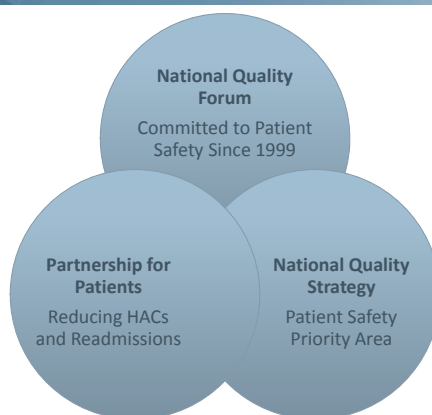 National Quality
Forum
Committed to Patient
Safety Since 1999
Partnership for
Patients
Reducing HACs
and Readmissions
National Quality
Strategy
Patient Safety
Priority Area